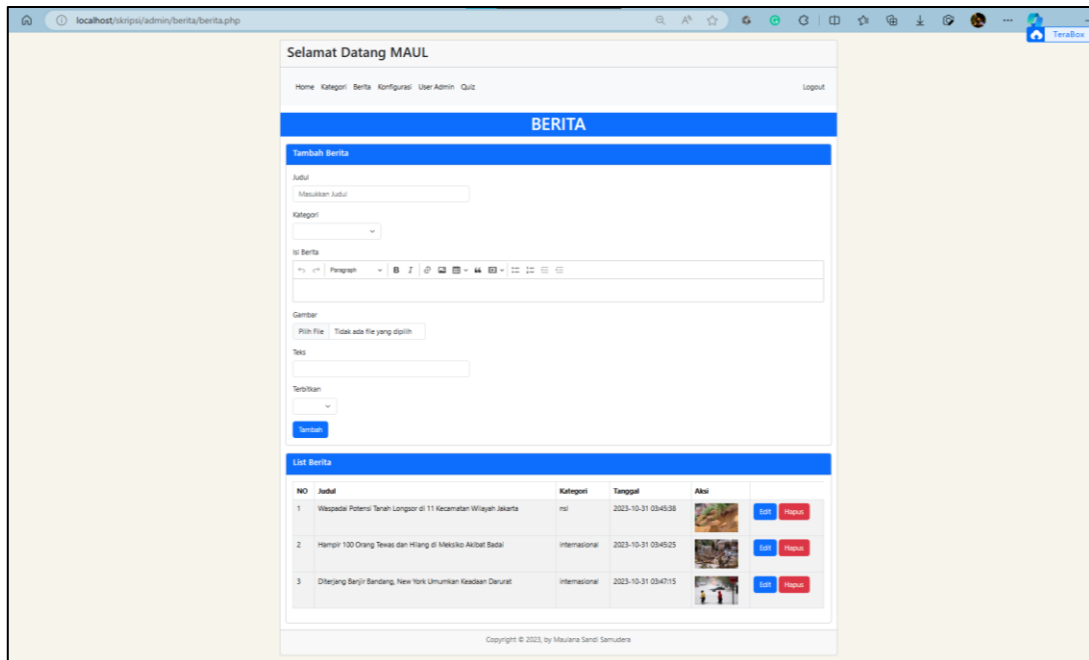 localhost/skripsi/admin/berita/berita.php
TeraBox
Selamat Datang MAUL
Home Kategori Berita Konfigurasi User Admin Quiz Logout
BERITA
Tambah Berita
Judul
Masukkan Judul
Kategori
Isi Berita
Paragraph
Gambar
Pilih File Tidak ada file yang dipilih
Teks
Terbitkan
Tambah
List Berita
NO Judul Kategori Tanggal Aksi
1 Waspadai Potensi Tanah Longsor di 11 Kecamatan Wilayah Jakarta 2023-10-31 03:45:38 Edit Hapus
2 Hampir 100 Orang Tewas dan Hilang di Meksiko Akibat Badai internasional 2023-10-31 03:45:25 Edit Hapus
3 Diterjang Banjir Bandang, New York Umumkan Keadaan Darurat internasional 2023-10-31 03:47:15 Edit Hapus
Copyright © 2023, by Maulana Sandi Samudera